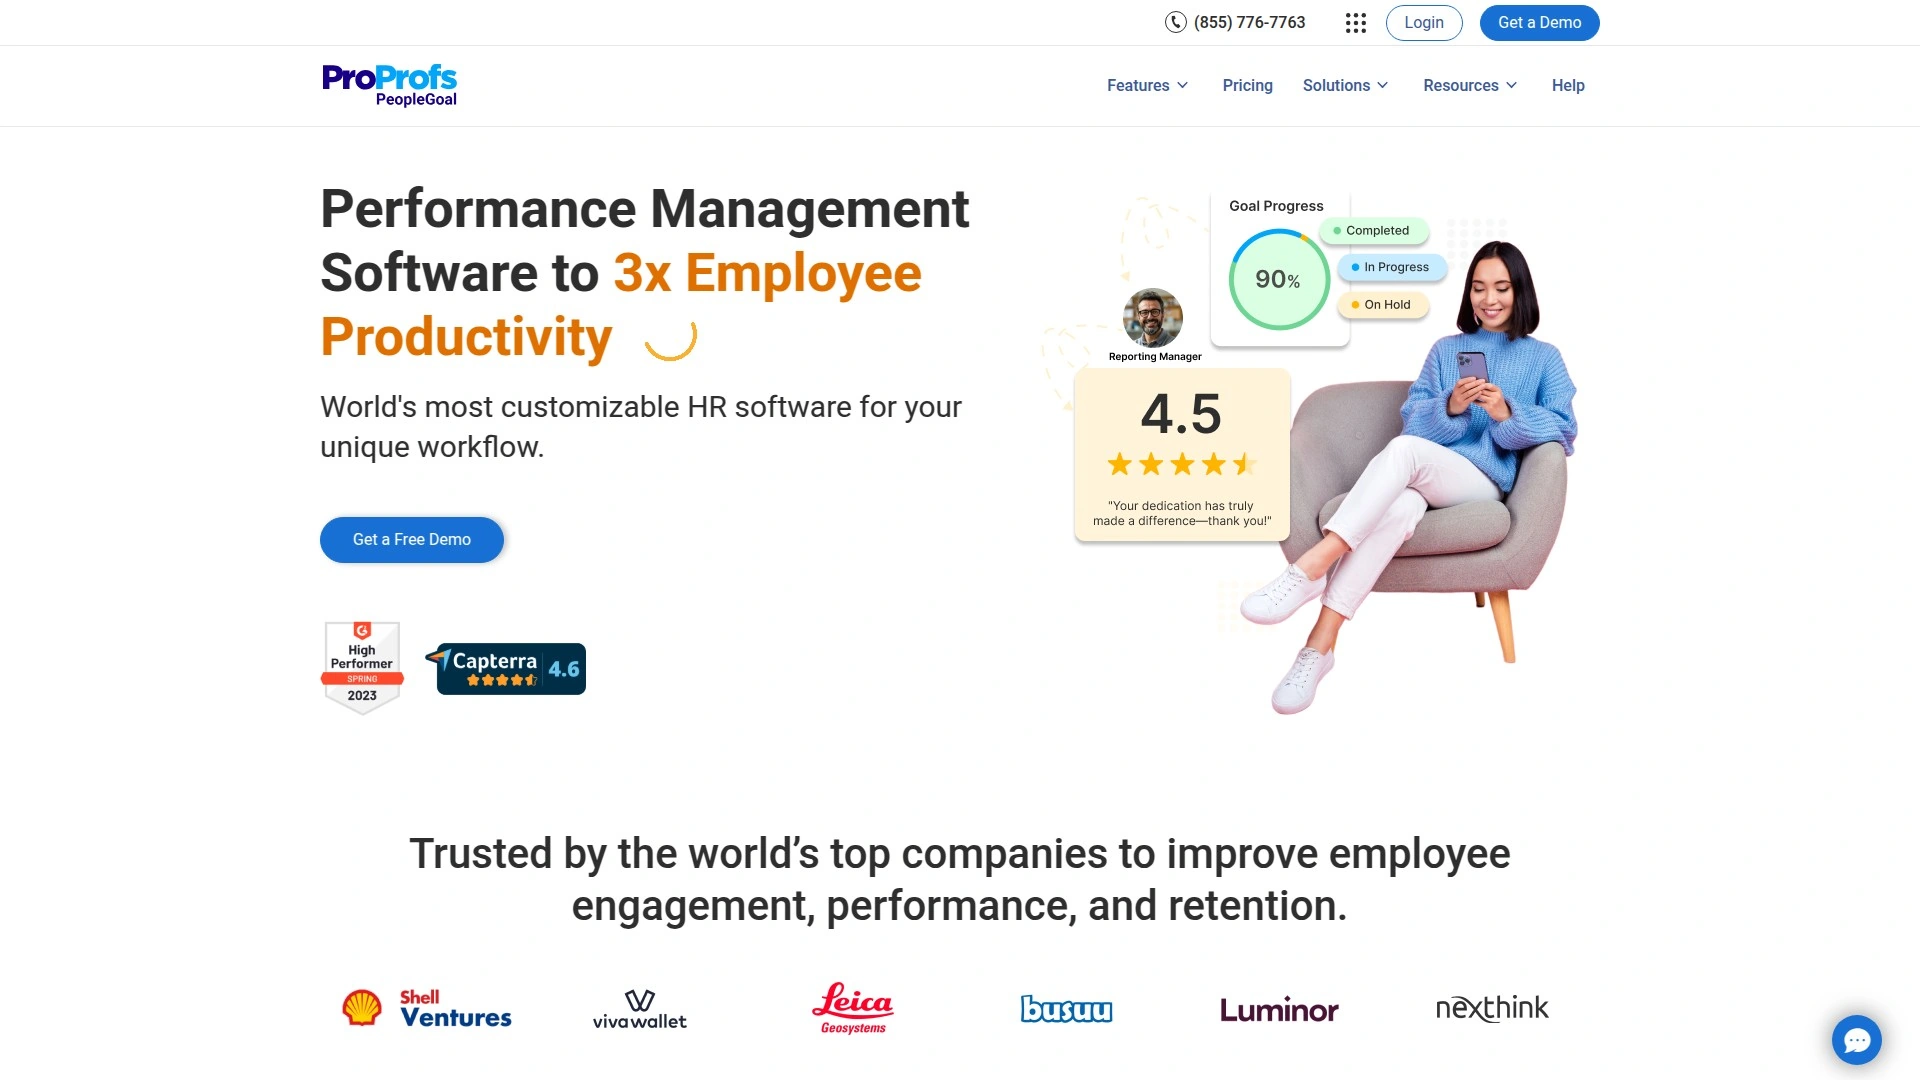 (855) 776-7763
Login
Get a Demo
ProProfs
PeopleGoal
Features
Pricing
Solutions
Resources
Help
Performance Management
Software to 3x Employee
Productivity
World's most customizable HR software for your
unique workflow.
Get a Free Demo
High
Performer
SPRING
2023
Capterra
4.6
Goal Progress
90%
Completed
In Progress
On Hold
Reporting Manager
4.5
"Your dedication has truly
made a difference—thank you!"
Trusted by the world’s top companies to improve employee
engagement, performance, and retention.
Shell
Ventures
vivawallet
Leica
Geosystems
busuu
Luminor
nexthink